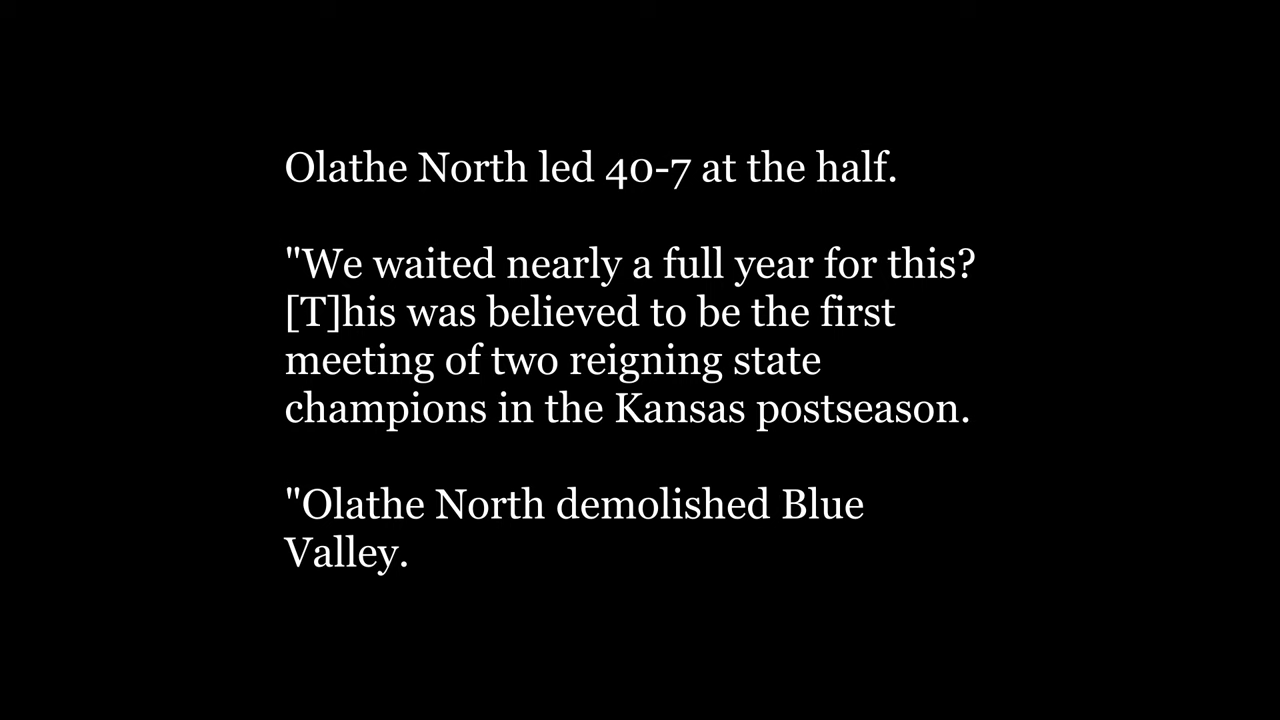 Olathe North led 40-7 at the half.
"We waited nearly a full year for this?
[T]his was believed to be the first
meeting of two reigning state
champions in the Kansas postseason.
"Olathe North demolished Blue
Valley.